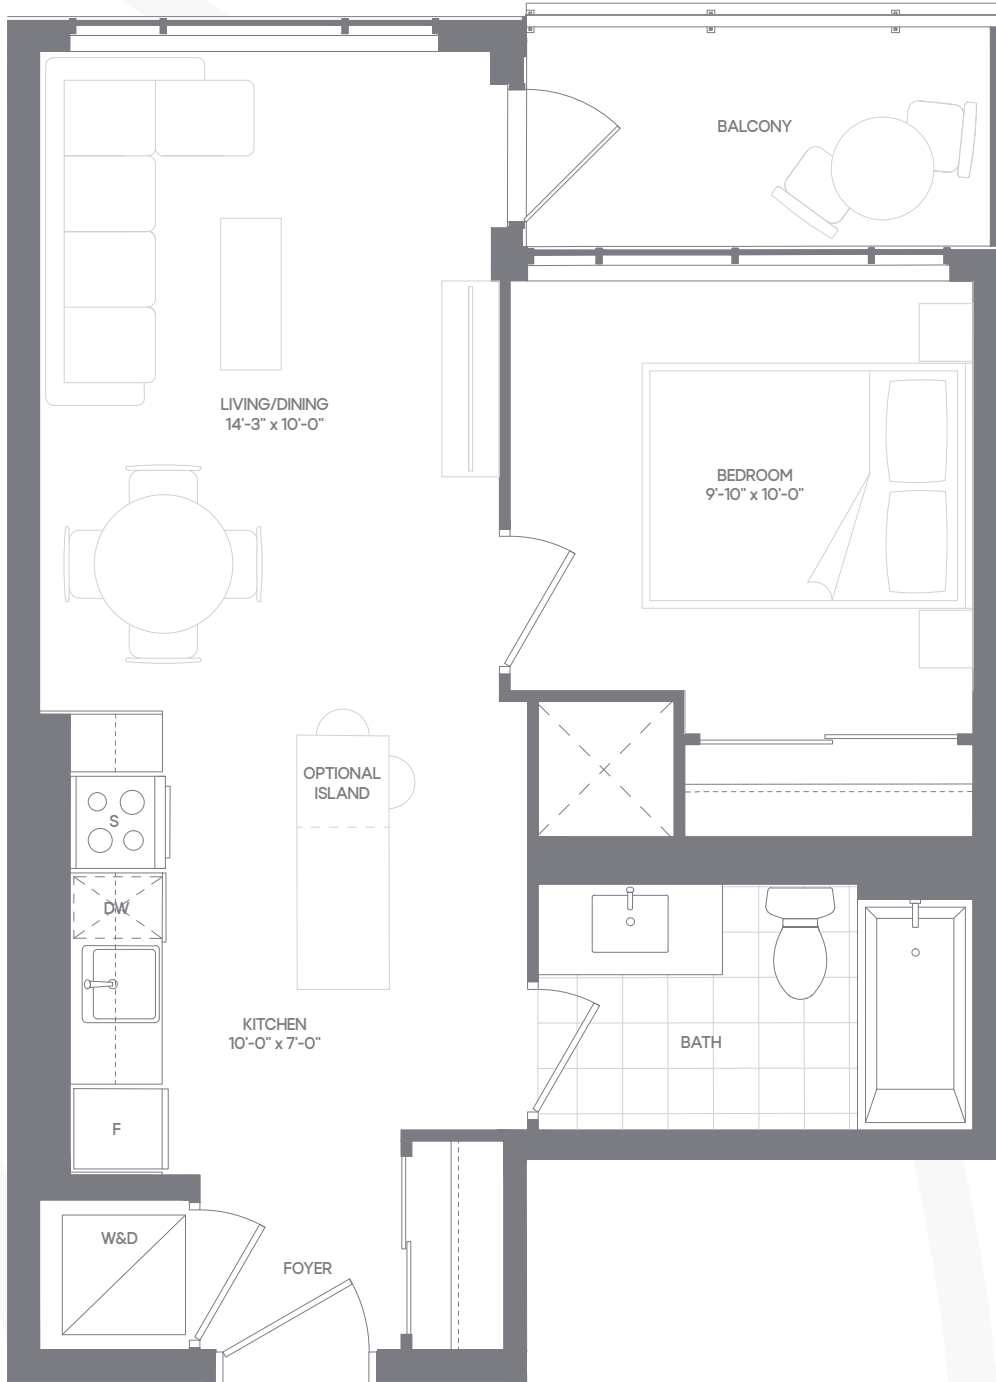 BALCONY
LIVING/DINING
14'-3" x 10'-0"
BEDROOM
9'-10" x 10'-0"
OPTIONAL
ISLAND
S
DW
KITCHEN
10'-0" x 7'-0"
BATH
F
W&D
FOYER